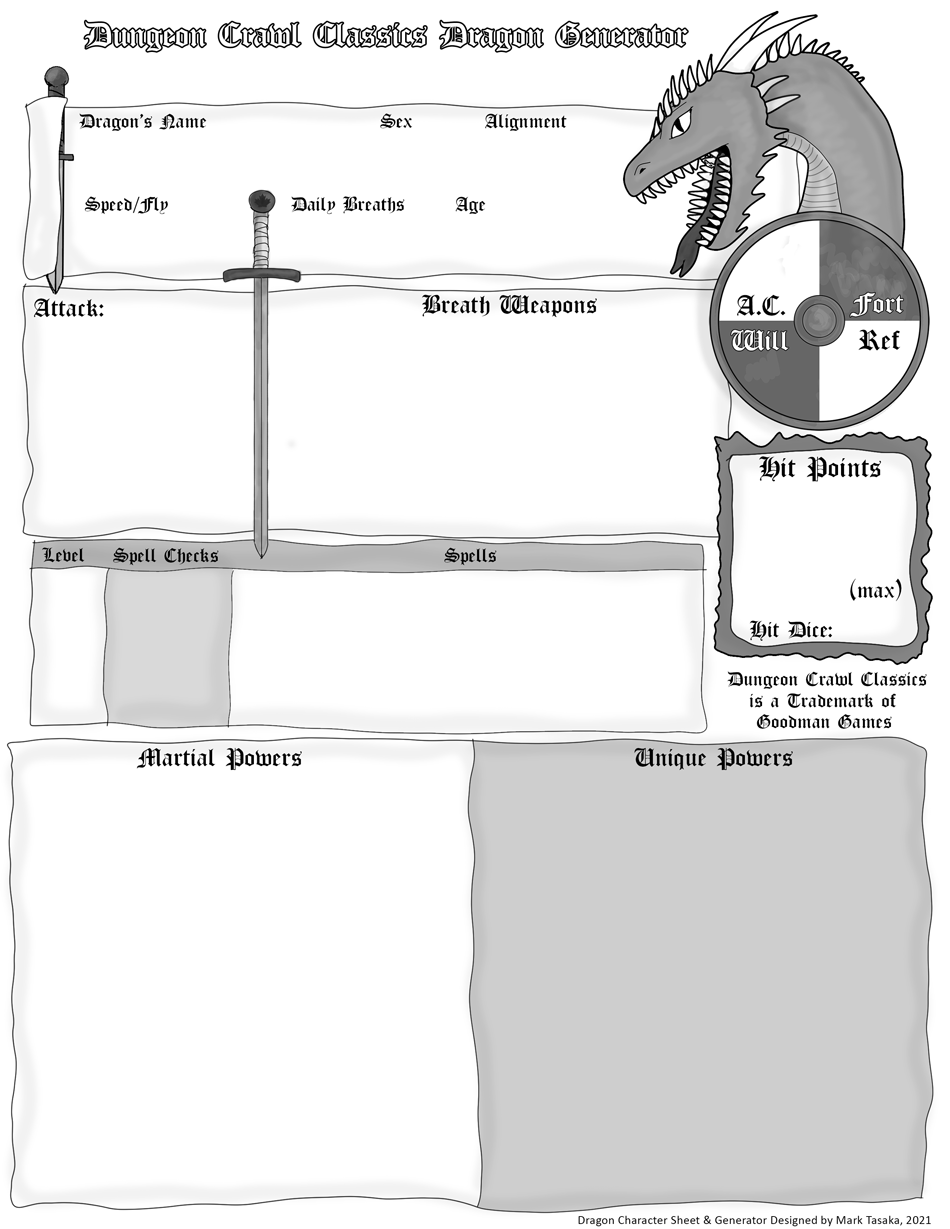 Dungeon Crawl Classics Dragon Generator
Dragon's Name Sex Alignment
Speed/Fly Daily Breaths Age
Attack: Breath Weapons
A.C. Fort
Will Ref
Hit Points
(max)
Hit Dice:
Level Spell Checks Spells
Dungeon Crawl Classics
is a Trademark of
Goodman Games
Martial Powers Unique Powers
Dragon Character Sheet & Generator Designed by Mark Tasaka, 2021